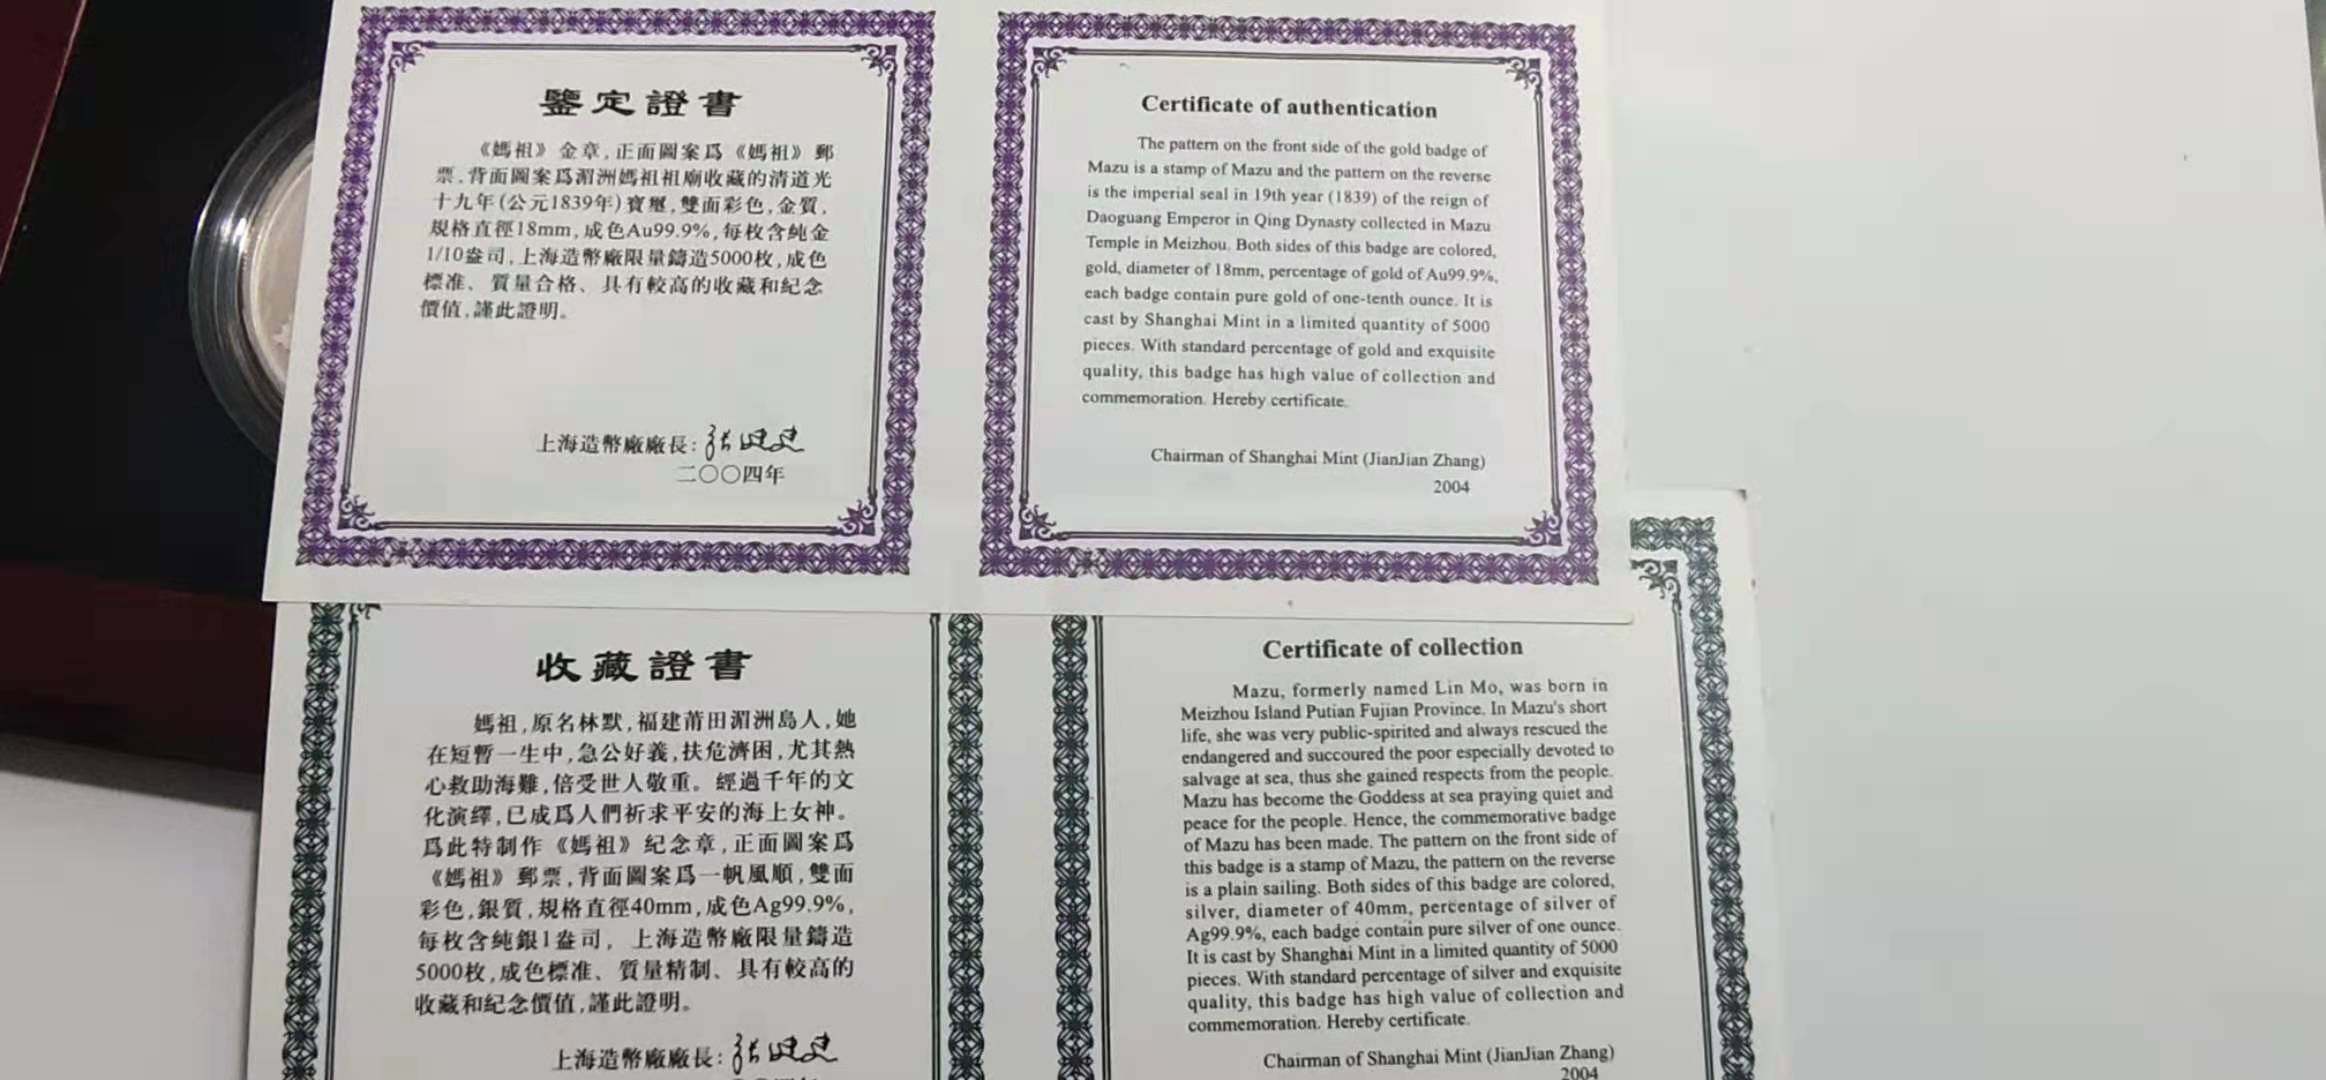 鑒定證書
《媽祖》金章,正面圖案爲《媽祖》郵
票,背面圖案爲湄洲媽祖祖廟收藏的清道光
十九年(公元1839年)寶璽,雙面彩色,金質,
規格直徑18mm,成色Au99.9%,每枚含純金
1/10盎司,上海造幣廠限量鑄造5000枚,成色
標准、質量合格、具有較高的收藏和紀念
價值,謹此證明。
上海造幣廠廠長:張健建
二〇〇四年
Certificate of authentication
The pattern on the front side of the gold badge of
Mazu is a stamp of Mazu and the pattern on the reverse
is the imperial seal in 19th year (1839) of the reign of
Daoguang Emperor in Qing Dynasty collected in Mazu
Temple in Meizhou. Both sides of this badge are colored,
gold, diameter of 18mm, percentage of gold of Au99.9%,
each badge contain pure gold of one-tenth ounce. It is
cast by Shanghai Mint in a limited quantity of 5000
pieces. With standard percentage of gold and exquisite
quality, this badge has high value of collection and
commemoration. Hereby certificate.
Chairman of Shanghai Mint (JianJian Zhang)
2004
收藏證書
媽祖,原名林默,福建莆田湄洲島人,她
在短暫一生中,急公好義,扶危濟困,尤其熱
心救助海難,倍受世人敬重。經過千年的文
化演繹,已成爲人們祈求平安的海上女神。
爲此特制作《媽祖》紀念章,正面圖案爲
《媽祖》郵票,背面圖案爲一帆風順,雙面
彩色,銀質,規格直徑40mm,成色Ag99.9%,
每枚含純銀1盎司,上海造幣廠限量鑄造
5000枚,成色標准、質量精制、具有較高的
收藏和紀念價值,謹此證明。
上海造幣廠廠長:張健建
Certificate of collection
Mazu, formerly named Lin Mo, was born in
Meizhou Island Putian Fujian Province. In Mazu's short
life, she was very public-spirited and always rescued the
endangered and succoured the poor especially devoted to
salvage at sea, thus she gained respects from the people.
Mazu has become the Goddess at sea praying quiet and
peace for the people. Hence, the commemorative badge
of Mazu has been made. The pattern on the front side of
this badge is a stamp of Mazu, the pattern on the reverse
is a plain sailing. Both sides of this badge are colored,
silver, diameter of 40mm, percentage of silver of
Ag99.9%, each badge contain pure silver of one ounce.
It is cast by Shanghai Mint in a limited quantity of 5000
pieces. With standard percentage of silver and exquisite
quality, this badge has high value of collection and
commemoration. Hereby certificate.
Chairman of Shanghai Mint (JianJian Zhang)
2004